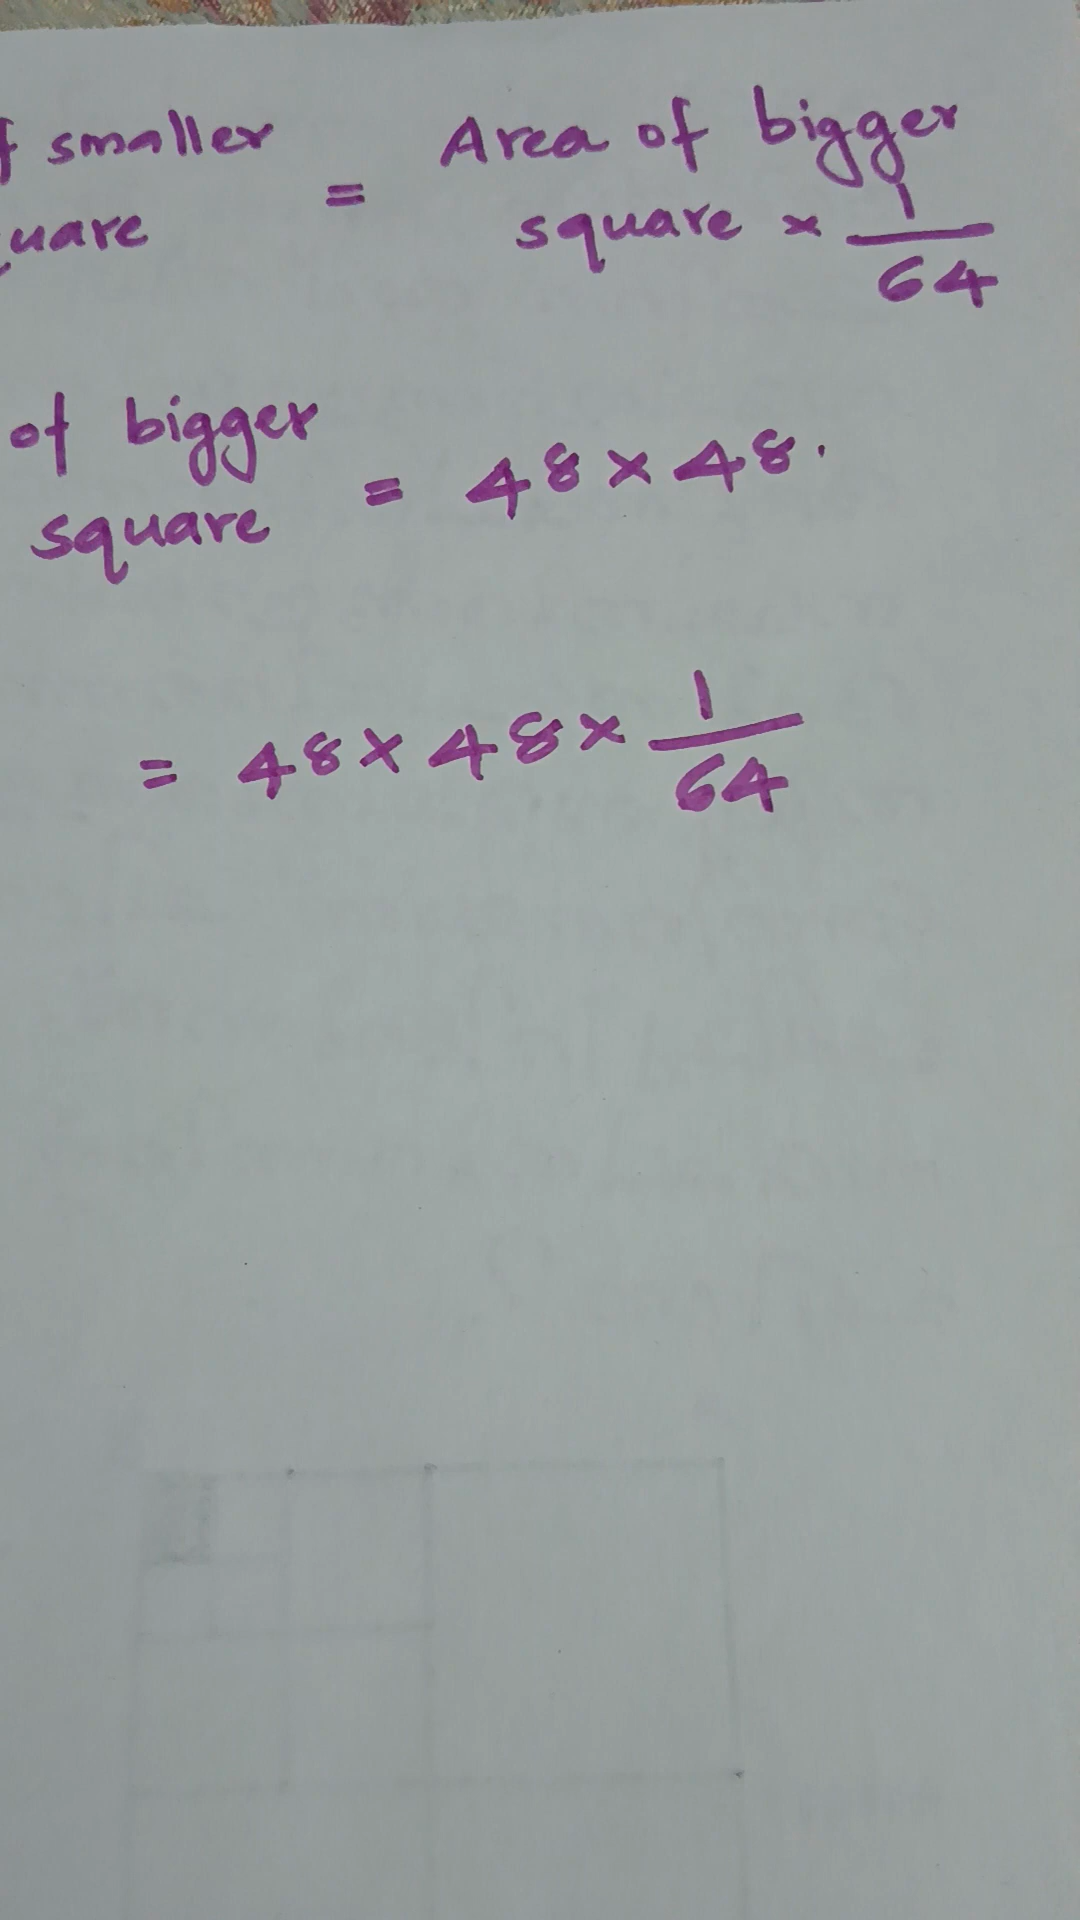 f smaller = Area of bigger
uare square × 1/64
of bigger
square = 48 × 48.
= 48 × 48 × 1/64